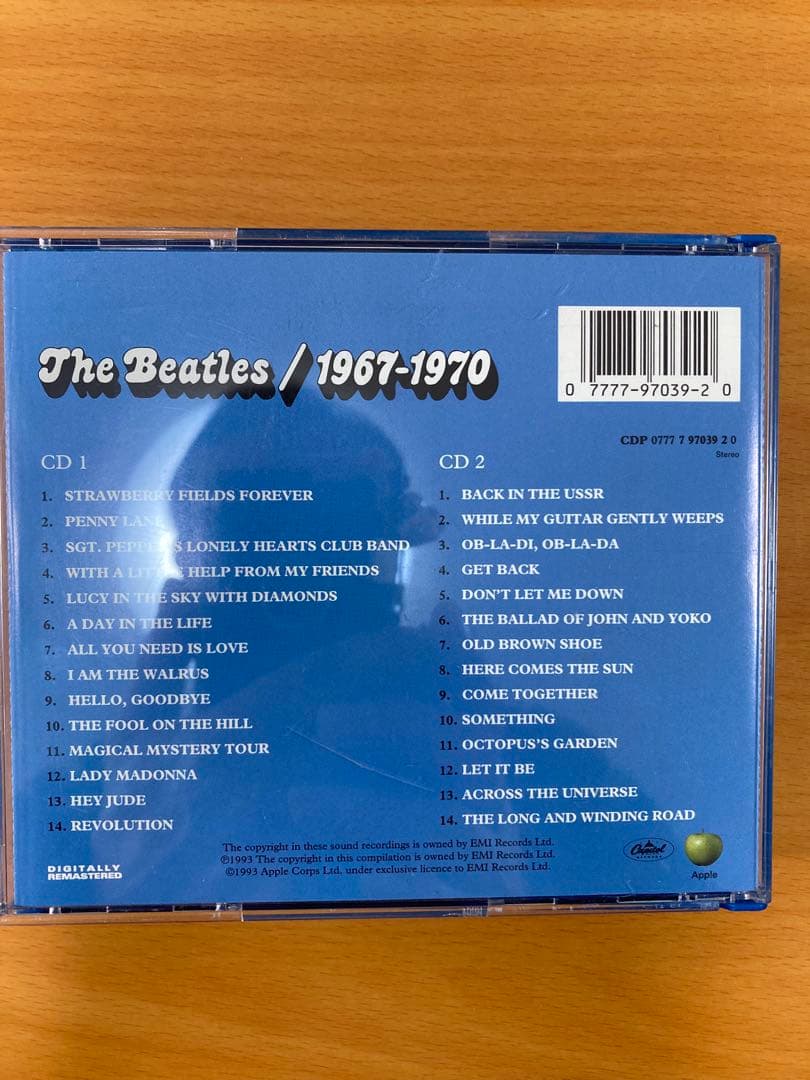 The Beatles / 1967-1970
0 7777-97039-2 0
CDP 0777 7 97039 2 0
Stereo
CD 1
1. STRAWBERRY FIELDS FOREVER
2. PENNY LANE
3. SGT. PEPPER'S LONELY HEARTS CLUB BAND
4. WITH A LITTLE HELP FROM MY FRIENDS
5. LUCY IN THE SKY WITH DIAMONDS
6. A DAY IN THE LIFE
7. ALL YOU NEED IS LOVE
8. I AM THE WALRUS
9. HELLO, GOODBYE
10. THE FOOL ON THE HILL
11. MAGICAL MYSTERY TOUR
12. LADY MADONNA
13. HEY JUDE
14. REVOLUTION
CD 2
1. BACK IN THE USSR
2. WHILE MY GUITAR GENTLY WEEPS
3. OB-LA-DI, OB-LA-DA
4. GET BACK
5. DON'T LET ME DOWN
6. THE BALLAD OF JOHN AND YOKO
7. OLD BROWN SHOE
8. HERE COMES THE SUN
9. COME TOGETHER
10. SOMETHING
11. OCTOPUS'S GARDEN
12. LET IT BE
13. ACROSS THE UNIVERSE
14. THE LONG AND WINDING ROAD
The copyright in these sound recordings is owned by EMI Records Ltd.
℗1993 The copyright in this compilation is owned by EMI Records Ltd.
©1993 Apple Corps Ltd, under exclusive licence to EMI Records Ltd.
DIGITALLY
REMASTERED
Capitol
RECORDS
Apple